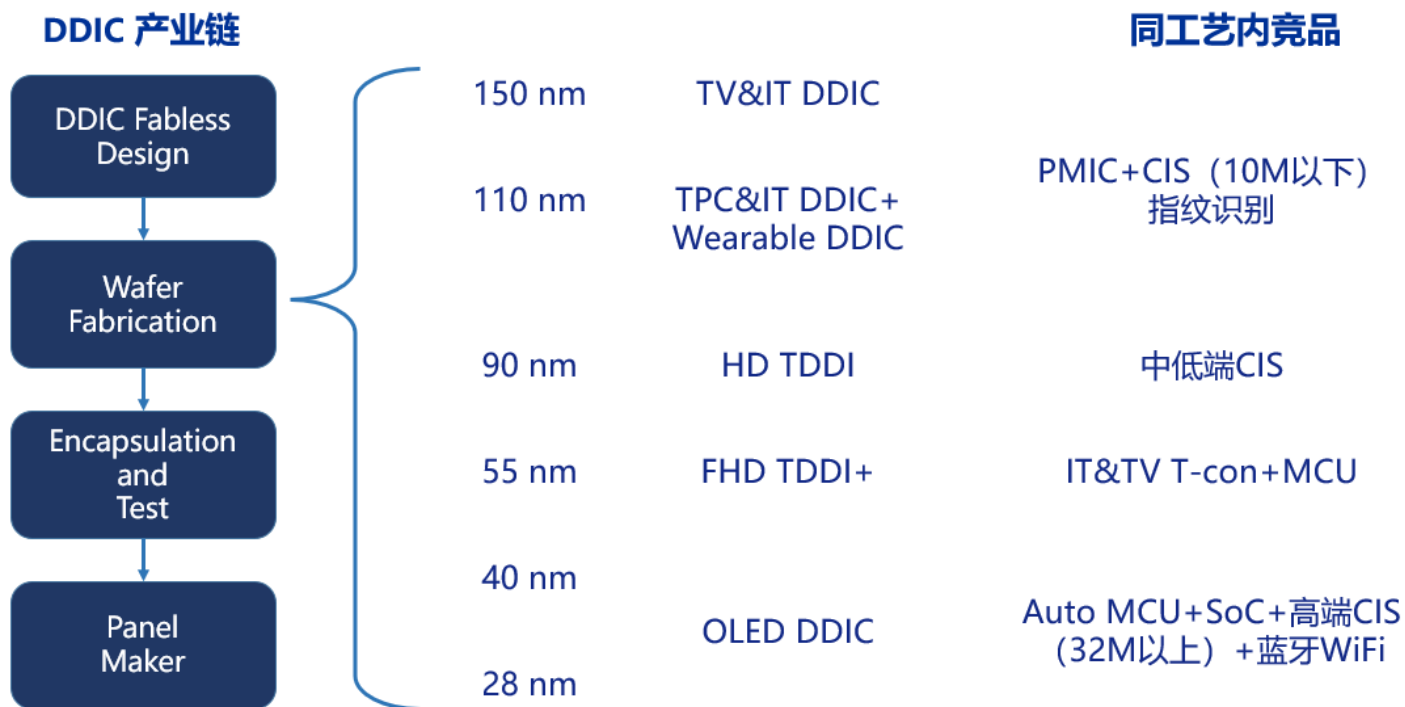 DDIC 产业链
同工艺内竞品
DDIC Fabless
Design
Wafer
Fabrication
Encapsulation
and
Test
Panel
Maker
150 nm
TV&IT DDIC
110 nm
TPC&IT DDIC+
Wearable DDIC
PMIC+CIS（10M以下）
指纹识别
90 nm
HD TDDI
中低端CIS
55 nm
FHD TDDI+
IT&TV T-con+MCU
40 nm
28 nm
OLED DDIC
Auto MCU+SoC+高端CIS
（32M以上）+蓝牙WiFi